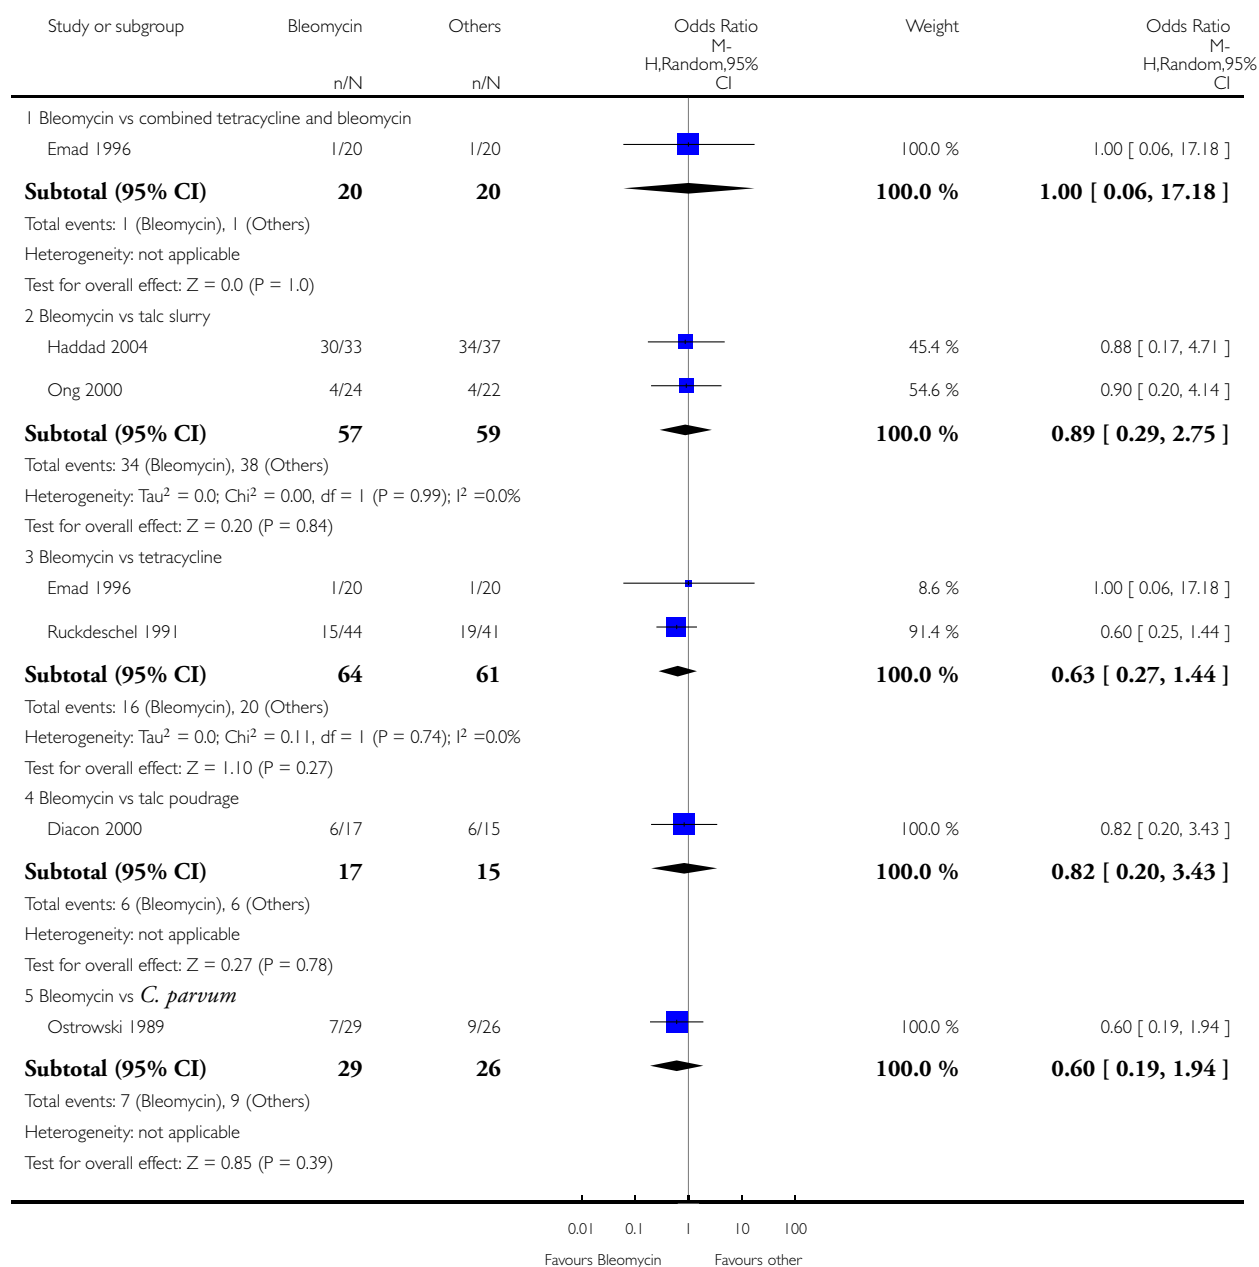 Study or subgroup Bleomycin Others Odds Ratio Weight Odds Ratio
M- M-
H,Random,95% H,Random,95%
n/N n/N CI CI
1 Bleomycin vs combined tetracycline and bleomycin
Emad 1996 1/20 1/20 100.0 % 1.00 [ 0.06, 17.18 ]
Subtotal (95% CI) 20 20 100.0 % 1.00 [ 0.06, 17.18 ]
Total events: 1 (Bleomycin), 1 (Others)
Heterogeneity: not applicable
Test for overall effect: Z = 0.0 (P = 1.0)
2 Bleomycin vs talc slurry
Haddad 2004 30/33 34/37 45.4 % 0.88 [ 0.17, 4.71 ]
Ong 2000 4/24 4/22 54.6 % 0.90 [ 0.20, 4.14 ]
Subtotal (95% CI) 57 59 100.0 % 0.89 [ 0.29, 2.75 ]
Total events: 34 (Bleomycin), 38 (Others)
Heterogeneity: Tau² = 0.0; Chi² = 0.00, df = 1 (P = 0.99); I² =0.0%
Test for overall effect: Z = 0.20 (P = 0.84)
3 Bleomycin vs tetracycline
Emad 1996 1/20 1/20 8.6 % 1.00 [ 0.06, 17.18 ]
Ruckdeschel 1991 15/44 19/41 91.4 % 0.60 [ 0.25, 1.44 ]
Subtotal (95% CI) 64 61 100.0 % 0.63 [ 0.27, 1.44 ]
Total events: 16 (Bleomycin), 20 (Others)
Heterogeneity: Tau² = 0.0; Chi² = 0.11, df = 1 (P = 0.74); I² =0.0%
Test for overall effect: Z = 1.10 (P = 0.27)
4 Bleomycin vs talc poudrage
Diacon 2000 6/17 6/15 100.0 % 0.82 [ 0.20, 3.43 ]
Subtotal (95% CI) 17 15 100.0 % 0.82 [ 0.20, 3.43 ]
Total events: 6 (Bleomycin), 6 (Others)
Heterogeneity: not applicable
Test for overall effect: Z = 0.27 (P = 0.78)
5 Bleomycin vs C. parvum
Ostrowski 1989 7/29 9/26 100.0 % 0.60 [ 0.19, 1.94 ]
Subtotal (95% CI) 29 26 100.0 % 0.60 [ 0.19, 1.94 ]
Total events: 7 (Bleomycin), 9 (Others)
Heterogeneity: not applicable
Test for overall effect: Z = 0.85 (P = 0.39)
0.01 0.1 1 10 100
Favours Bleomycin Favours other